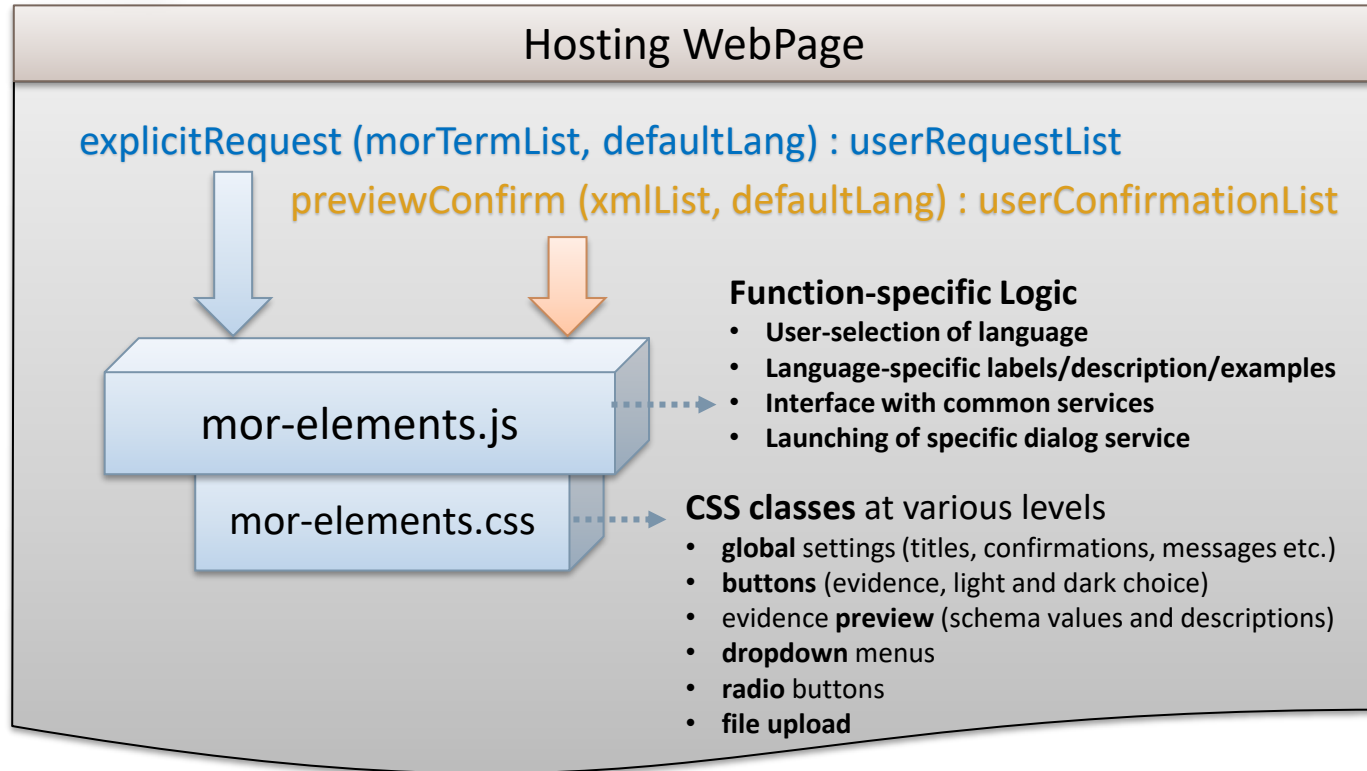 Hosting WebPage
explicitRequest (morTermList, defaultLang) : userRequestList
previewConfirm (xmlList, defaultLang) : userConfirmationList
Function-specific Logic
• User-selection of language
• Language-specific labels/description/examples
• Interface with common services
• Launching of specific dialog service
mor-elements.js
mor-elements.css
CSS classes at various levels
• global settings (titles, confirmations, messages etc.)
• buttons (evidence, light and dark choice)
• evidence preview (schema values and descriptions)
• dropdown menus
• radio buttons
• file upload